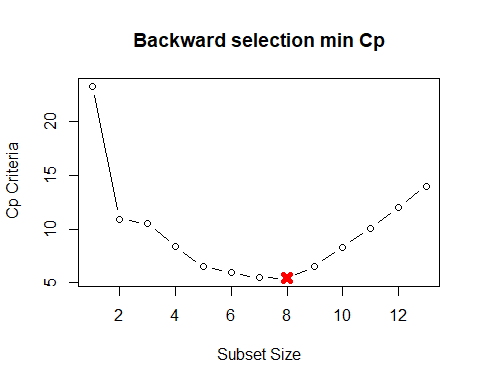 Backward selection min Cp
Cp Criteria
20
15
10
5
2 4 6 8 10 12
Subset Size